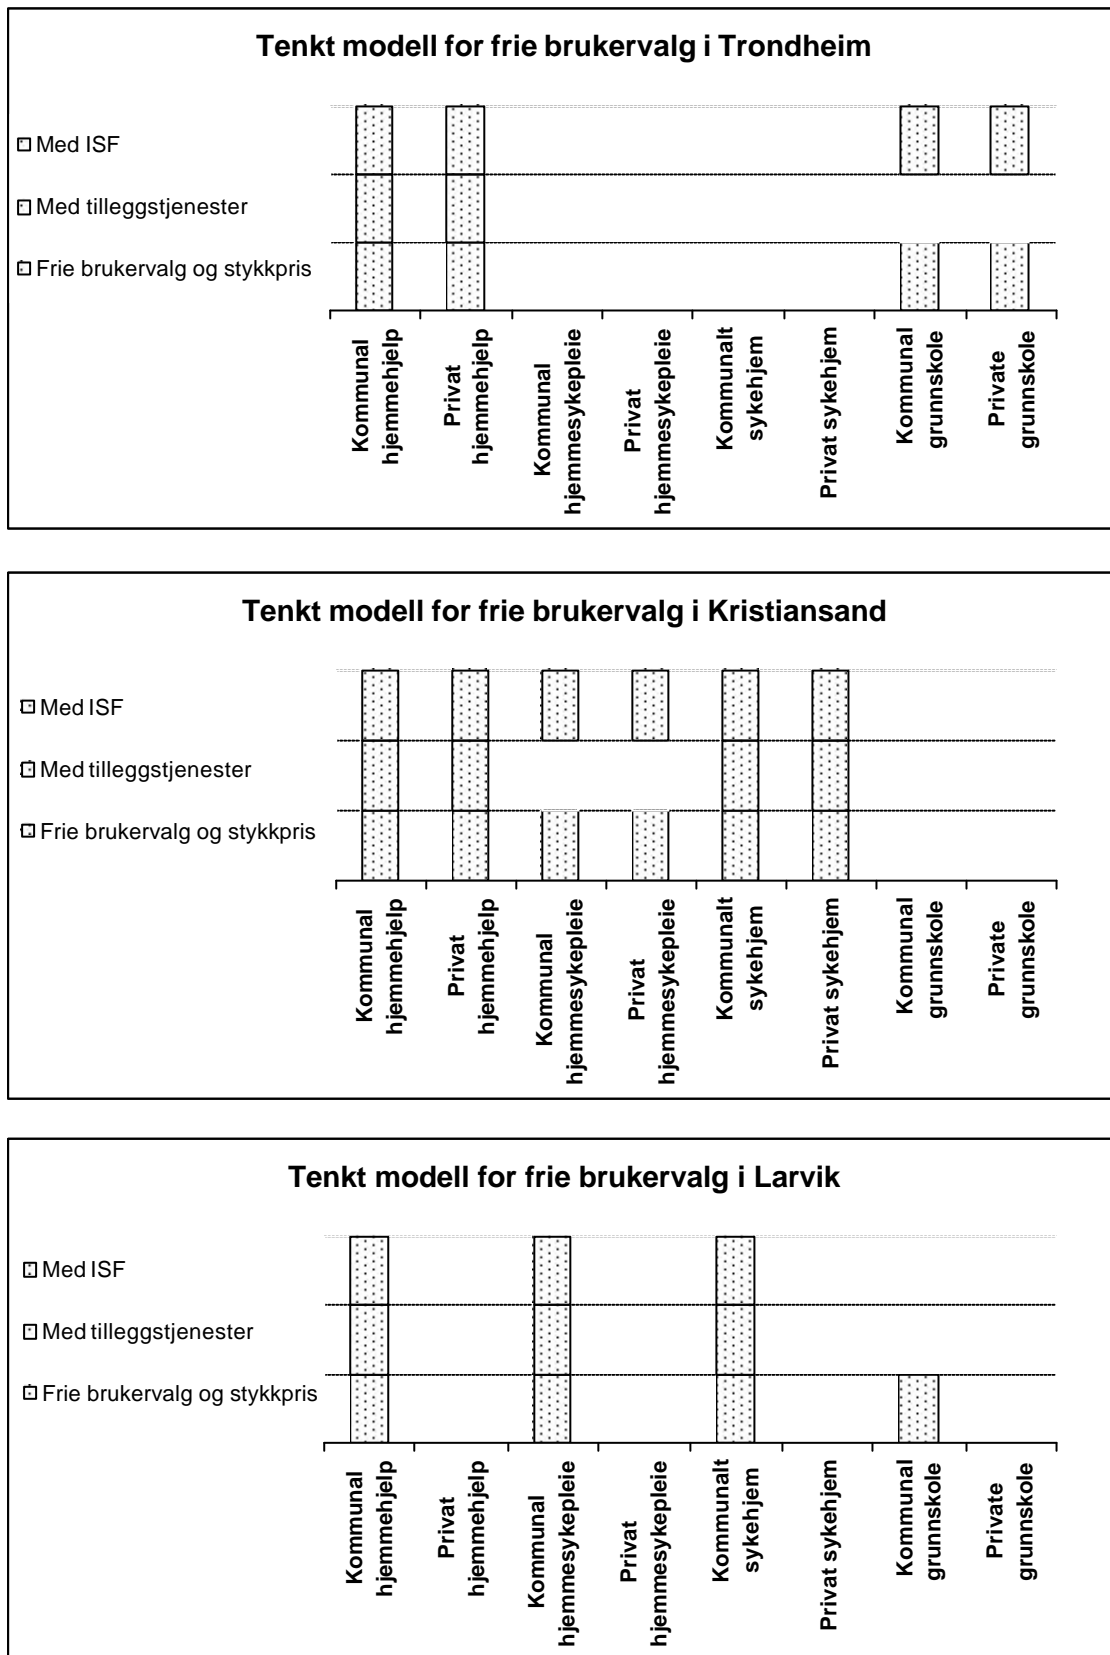 Tenkt modell for frie brukervalg i Trondheim
Med ISF
Med tilleggstjenester
Frie brukervalg og stykkpris
Kommunal
hjemmehjelp
Privat
hjemmehjelp
Kommunal
hjemmesykepleie
Privat
hjemmesykepleie
Kommunalt
sykehjem
Privat sykehjem
Kommunal
grunnskole
Private
grunnskole
Tenkt modell for frie brukervalg i Kristiansand
Med ISF
Med tilleggstjenester
Frie brukervalg og stykkpris
Kommunal
hjemmehjelp
Privat
hjemmehjelp
Kommunal
hjemmesykepleie
Privat
hjemmesykepleie
Kommunalt
sykehjem
Privat sykehjem
Kommunal
grunnskole
Private
grunnskole
Tenkt modell for frie brukervalg i Larvik
Med ISF
Med tilleggstjenester
Frie brukervalg og stykkpris
Kommunal
hjemmehjelp
Privat
hjemmehjelp
Kommunal
hjemmesykepleie
Privat
hjemmesykepleie
Kommunalt
sykehjem
Privat sykehjem
Kommunal
grunnskole
Private
grunnskole